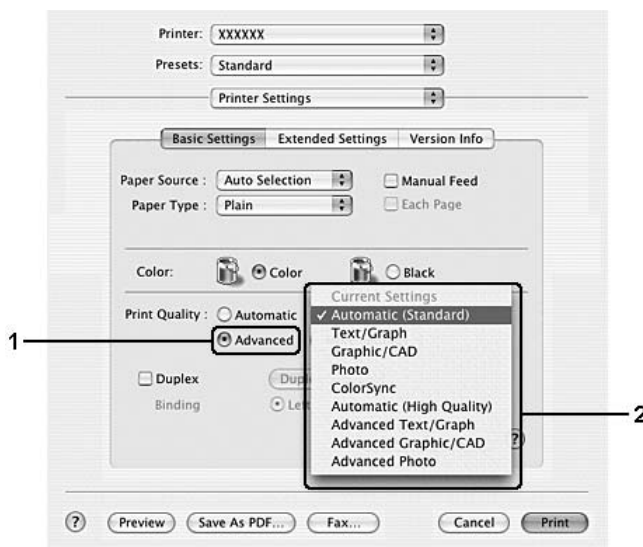 Printer: XXXXXX
Presets: Standard
Printer Settings
Basic Settings Extended Settings Version Info
Paper Source : Auto Selection Manual Feed
Paper Type : Plain Each Page
Color: Color Black
Print Quality : Automatic
1 Advanced
Current Settings
✓ Automatic (Standard)
Text/Graph
Graphic/CAD
Photo
ColorSync
Automatic (High Quality)
Advanced Text/Graph
Advanced Graphic/CAD
Advanced Photo
2
Duplex
Binding
?
? Preview Save As PDF... Fax... Cancel Print